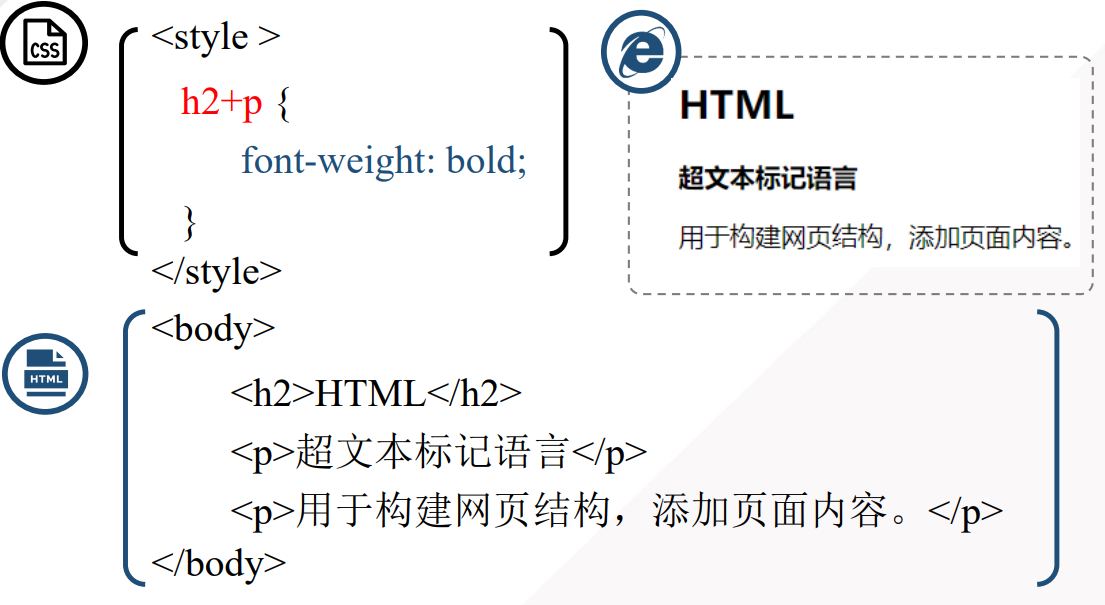 CSS
<style >
h2+p {
font-weight: bold;
}
</style>
HTML
超文本标记语言
用于构建网页结构，添加页面内容。
HTML
<body>
<h2>HTML</h2>
<p>超文本标记语言</p>
<p>用于构建网页结构，添加页面内容。</p>
</body>